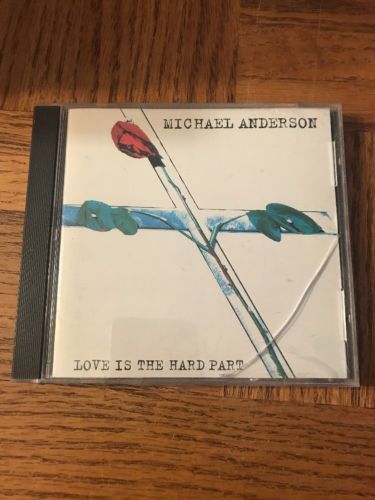 MICHAEL ANDERSON
LOVE IS THE HARD PART